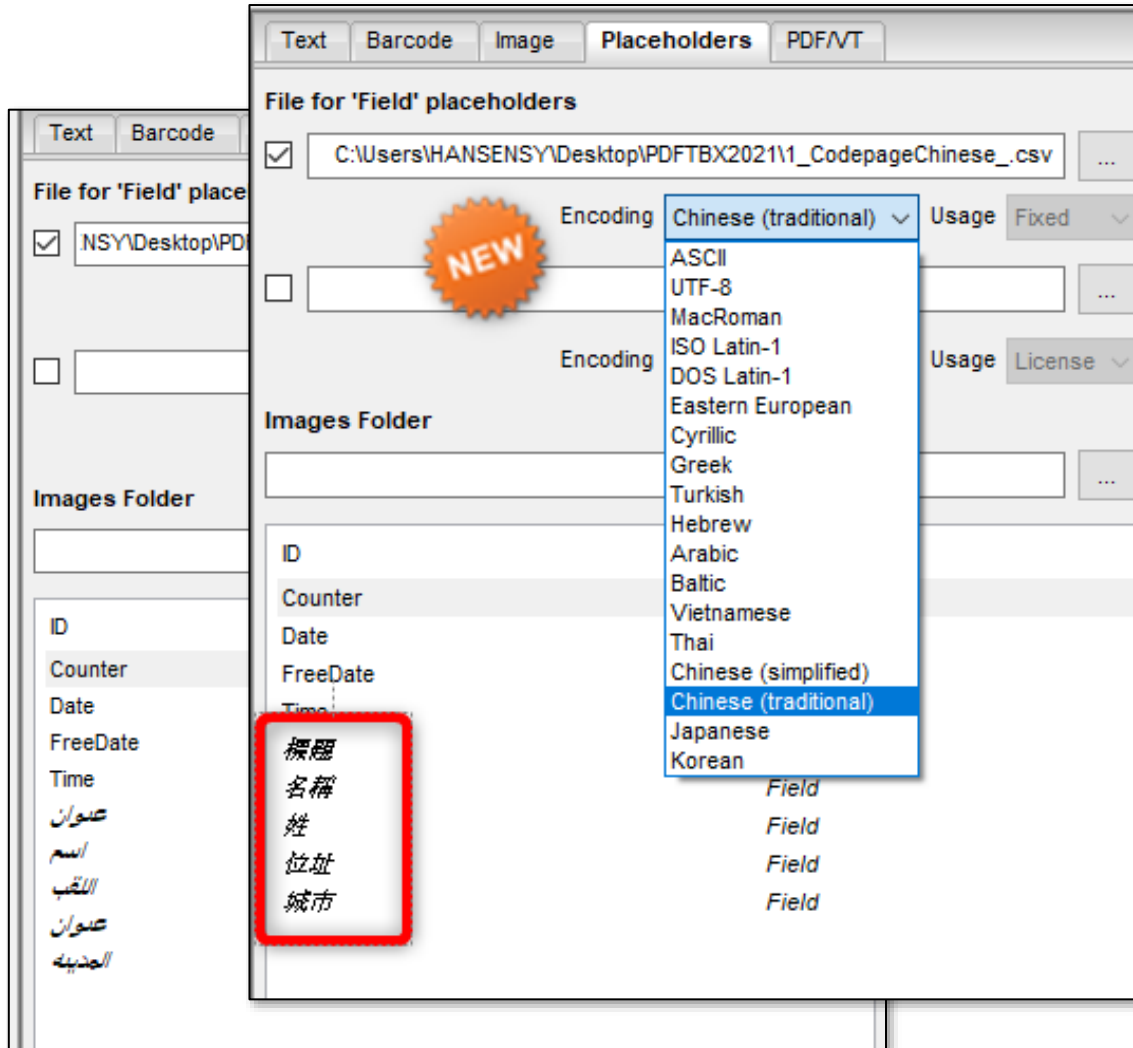 Text Barcode Image Placeholders PDF/VT
File for 'Field' placeholders
C:\Users\HANSENSY\Desktop\PDFTBX2021\1_CodepageChinese_.csv ...
Encoding Chinese (traditional) Usage Fixed
NEW
ASCII
UTF-8
...
MacRoman
ISO Latin-1
Encoding Usage License
DOS Latin-1
Eastern European
Images Folder
Cyrillic
Greek
...
Turkish
Hebrew
ID
Arabic
Baltic
Counter
Vietnamese
Date
Thai
FreeDate
Chinese (simplified)
Time
Chinese (traditional)
Japanese
標題
Korean
名稱 Field
姓 Field
位址 Field
城市 Field
Text Barcode
File for 'Field' place
NSY\Desktop\PD
Images Folder
ID
Counter
Date
FreeDate
Time
عنوان
اسم
اللقب
عنوان
المدينة